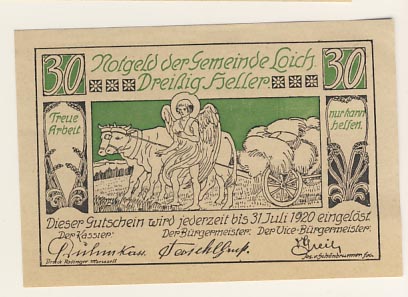 30 Notgeld der Gemeinde Loich 30
Dreißig Heller
Treue Arbeit
nur kann helfen.
Dieser Gutschein wird jederzeit bis 31 Juli 1920 eingelöst
Der Kassier: Der Bürgermeister: Der Vice-Bürgermeister:
Druck